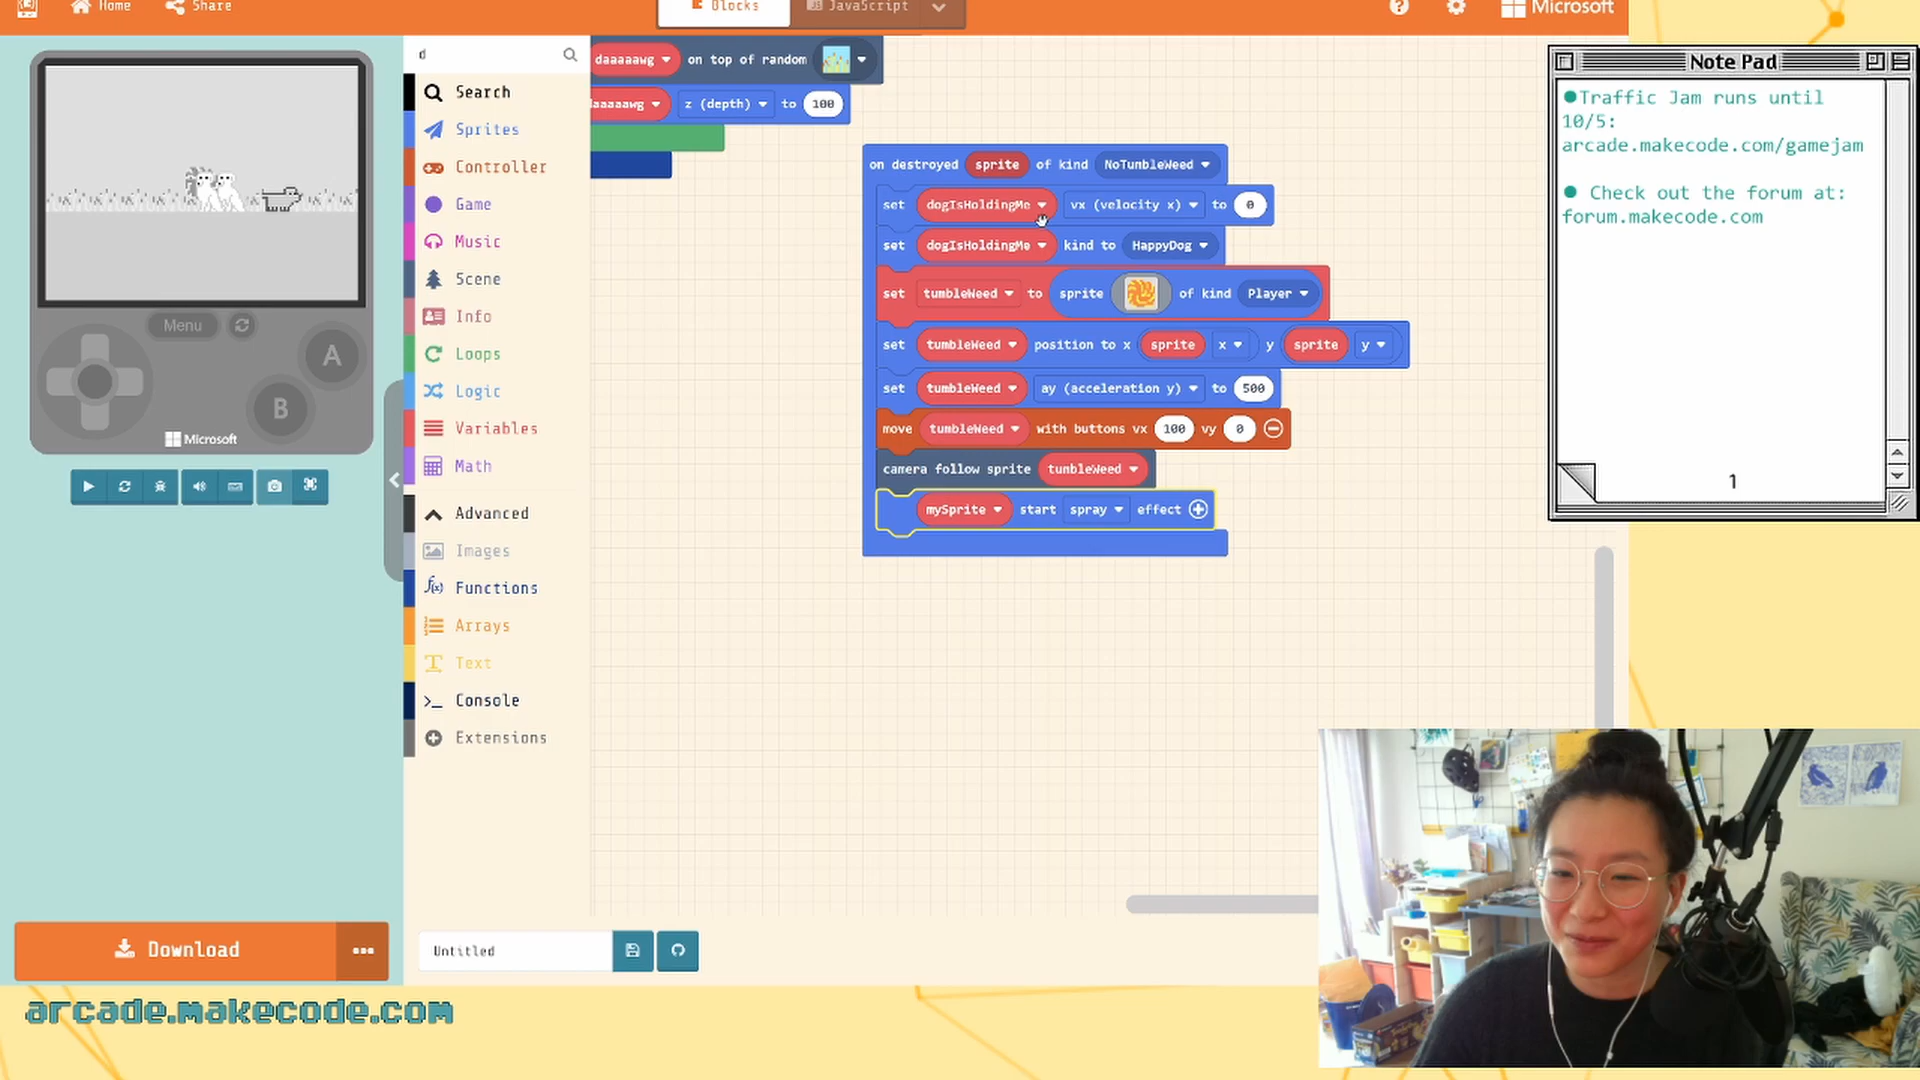 Home Share
Blocks JavaScript
Microsoft
d
Search
Sprites
Controller
Game
Music
Scene
Info
Loops
Logic
Variables
Math
Advanced
Images
Functions
Arrays
Text
Console
Extensions
Menu
A
B
Microsoft
Download
Untitled
daaaaawg on top of random
z (depth) to 100
on destroyed sprite of kind NoTumbleWeed
set dogIsHoldingMe vx (velocity x) to 0
set dogIsHoldingMe kind to HappyDog
set tumbleWeed to sprite of kind Player
set tumbleWeed position to x sprite x y sprite y
set tumbleWeed ay (acceleration y) to 500
move tumbleWeed with buttons vx 100 vy 0
camera follow sprite tumbleWeed
mySprite start spray effect
Note Pad
●Traffic Jam runs until
10/5:
arcade.makecode.com/gamejam
● Check out the forum at:
forum.makecode.com
1
arcade.makecode.com